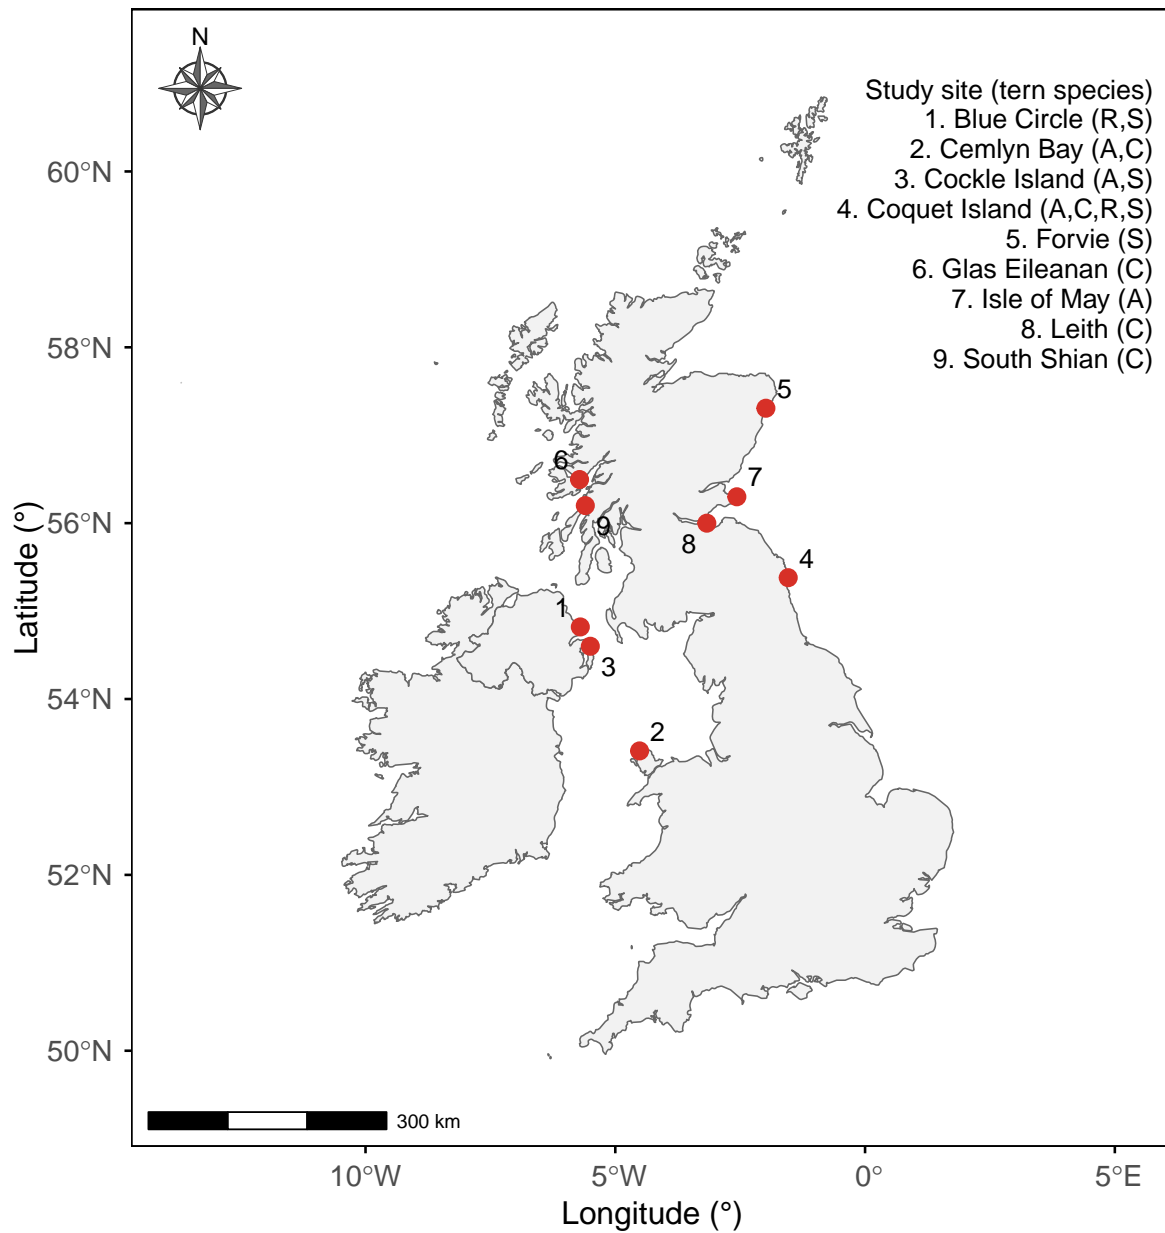 N
Study site (tern species)
1. Blue Circle (R,S)
2. Cemlyn Bay (A,C)
3. Cockle Island (A,S)
4. Coquet Island (A,C,R,S)
5. Forvie (S)
6. Glas Eileanan (C)
7. Isle of May (A)
8. Leith (C)
9. South Shian (C)
60°N
58°N
56°N
54°N
52°N
50°N
Latitude (°)
5
6
7
9
8
4
1
3
2
300 km
10°W
5°W
0°
5°E
Longitude (°)